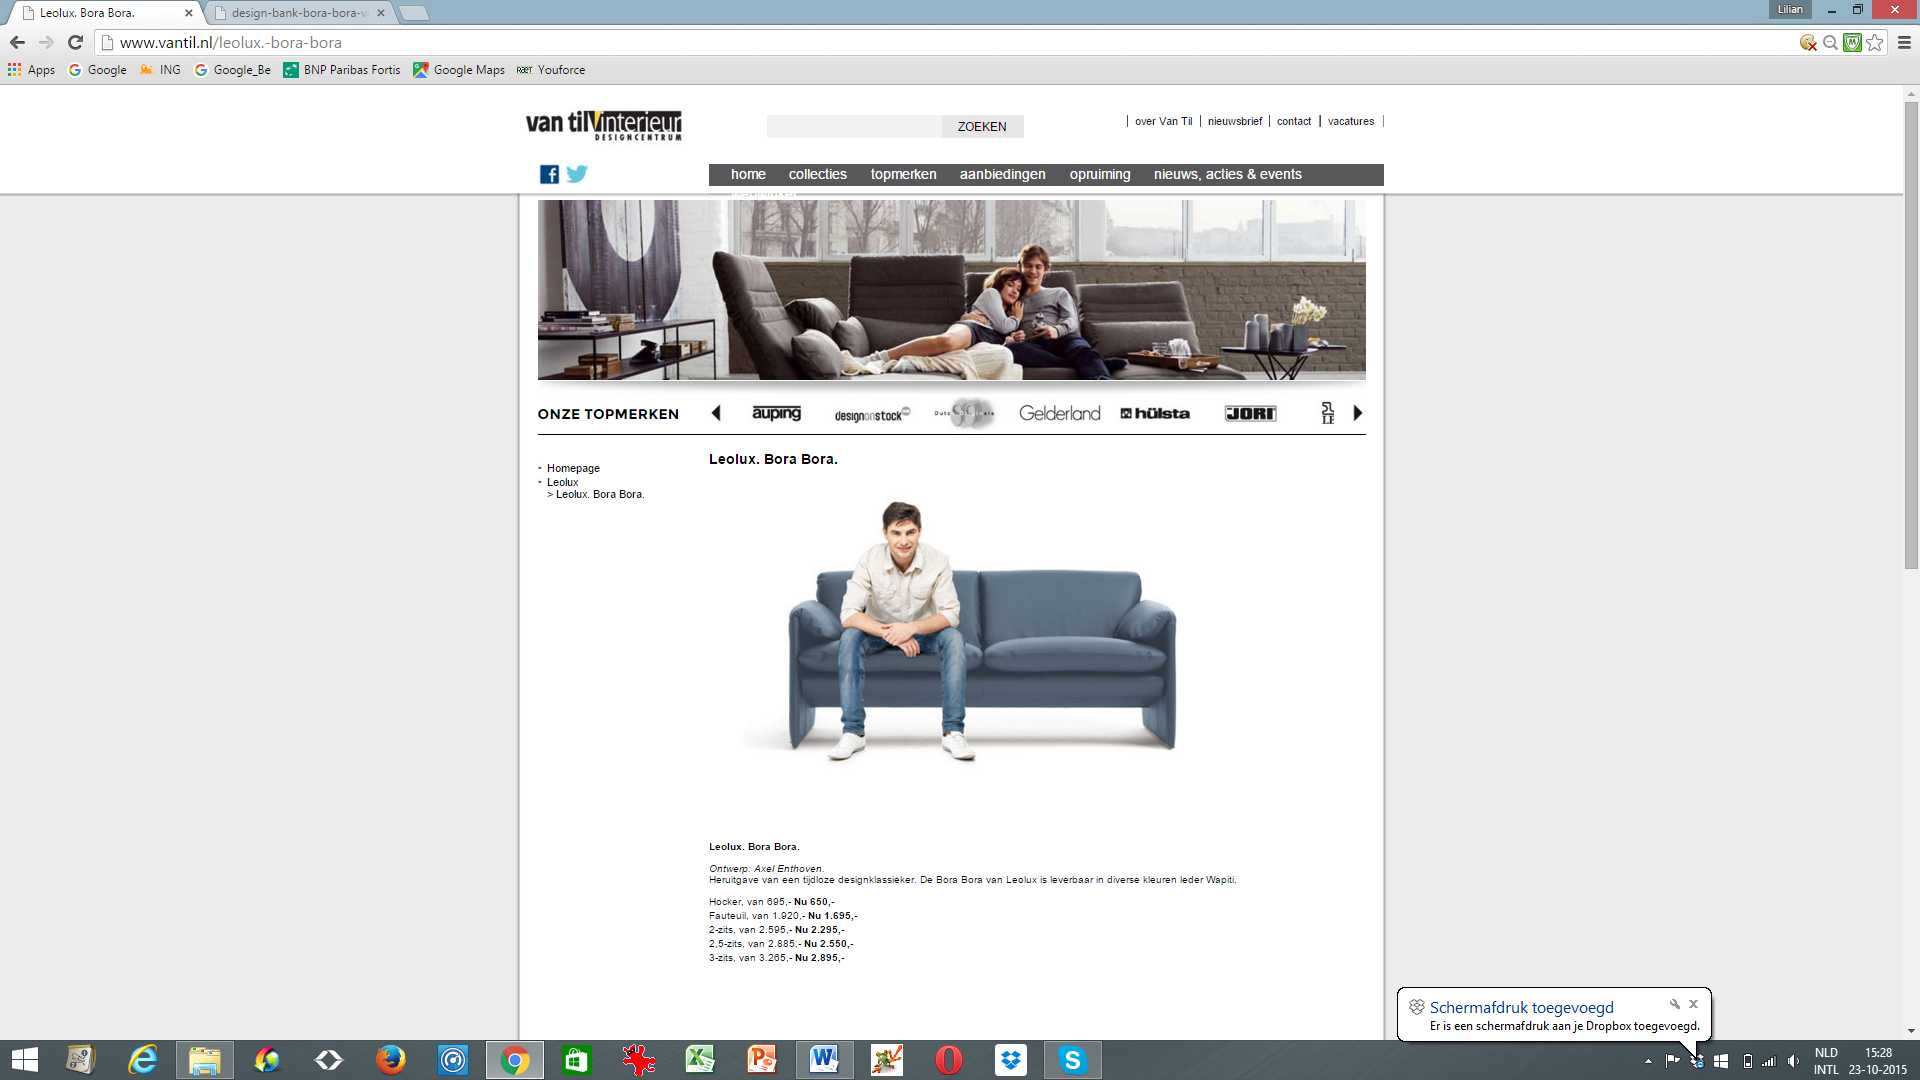 Leolux. Bora Bora.
design-bank-bora-bora-v
Lilian
www.vantil.nl/leolux.-bora-bora
Apps Google ING Google_Be BNP Paribas Fortis Google Maps RAET Youforce
van til interieur
DESIGNCENTRUM
ZOEKEN
over Van Til nieuwsbrief contact vacatures
home collecties topmerken aanbiedingen opruiming nieuws, acties & events
ONZE TOPMERKEN auping designonstock Gelderland hülsta JORI
Homepage
Leolux
> Leolux. Bora Bora.
Leolux. Bora Bora.
Leolux. Bora Bora.
Ontwerp: Axel Enthoven.
Heruitgave van een tijdloze designklassieker. De Bora Bora van Leolux is leverbaar in diverse kleuren leder Wapiti.
Hocker, van 695,- Nu 650,-
Fauteuil, van 1.920,- Nu 1.695,-
2-zits, van 2.595,- Nu 2.295,-
2,5-zits, van 2.885,- Nu 2.550,-
3-zits, van 3.265,- Nu 2.895,-
Schermafdruk toegevoegd
Er is een schermafdruk aan je Dropbox toegevoegd.
NLD 15:28
INTL 23-10-2015